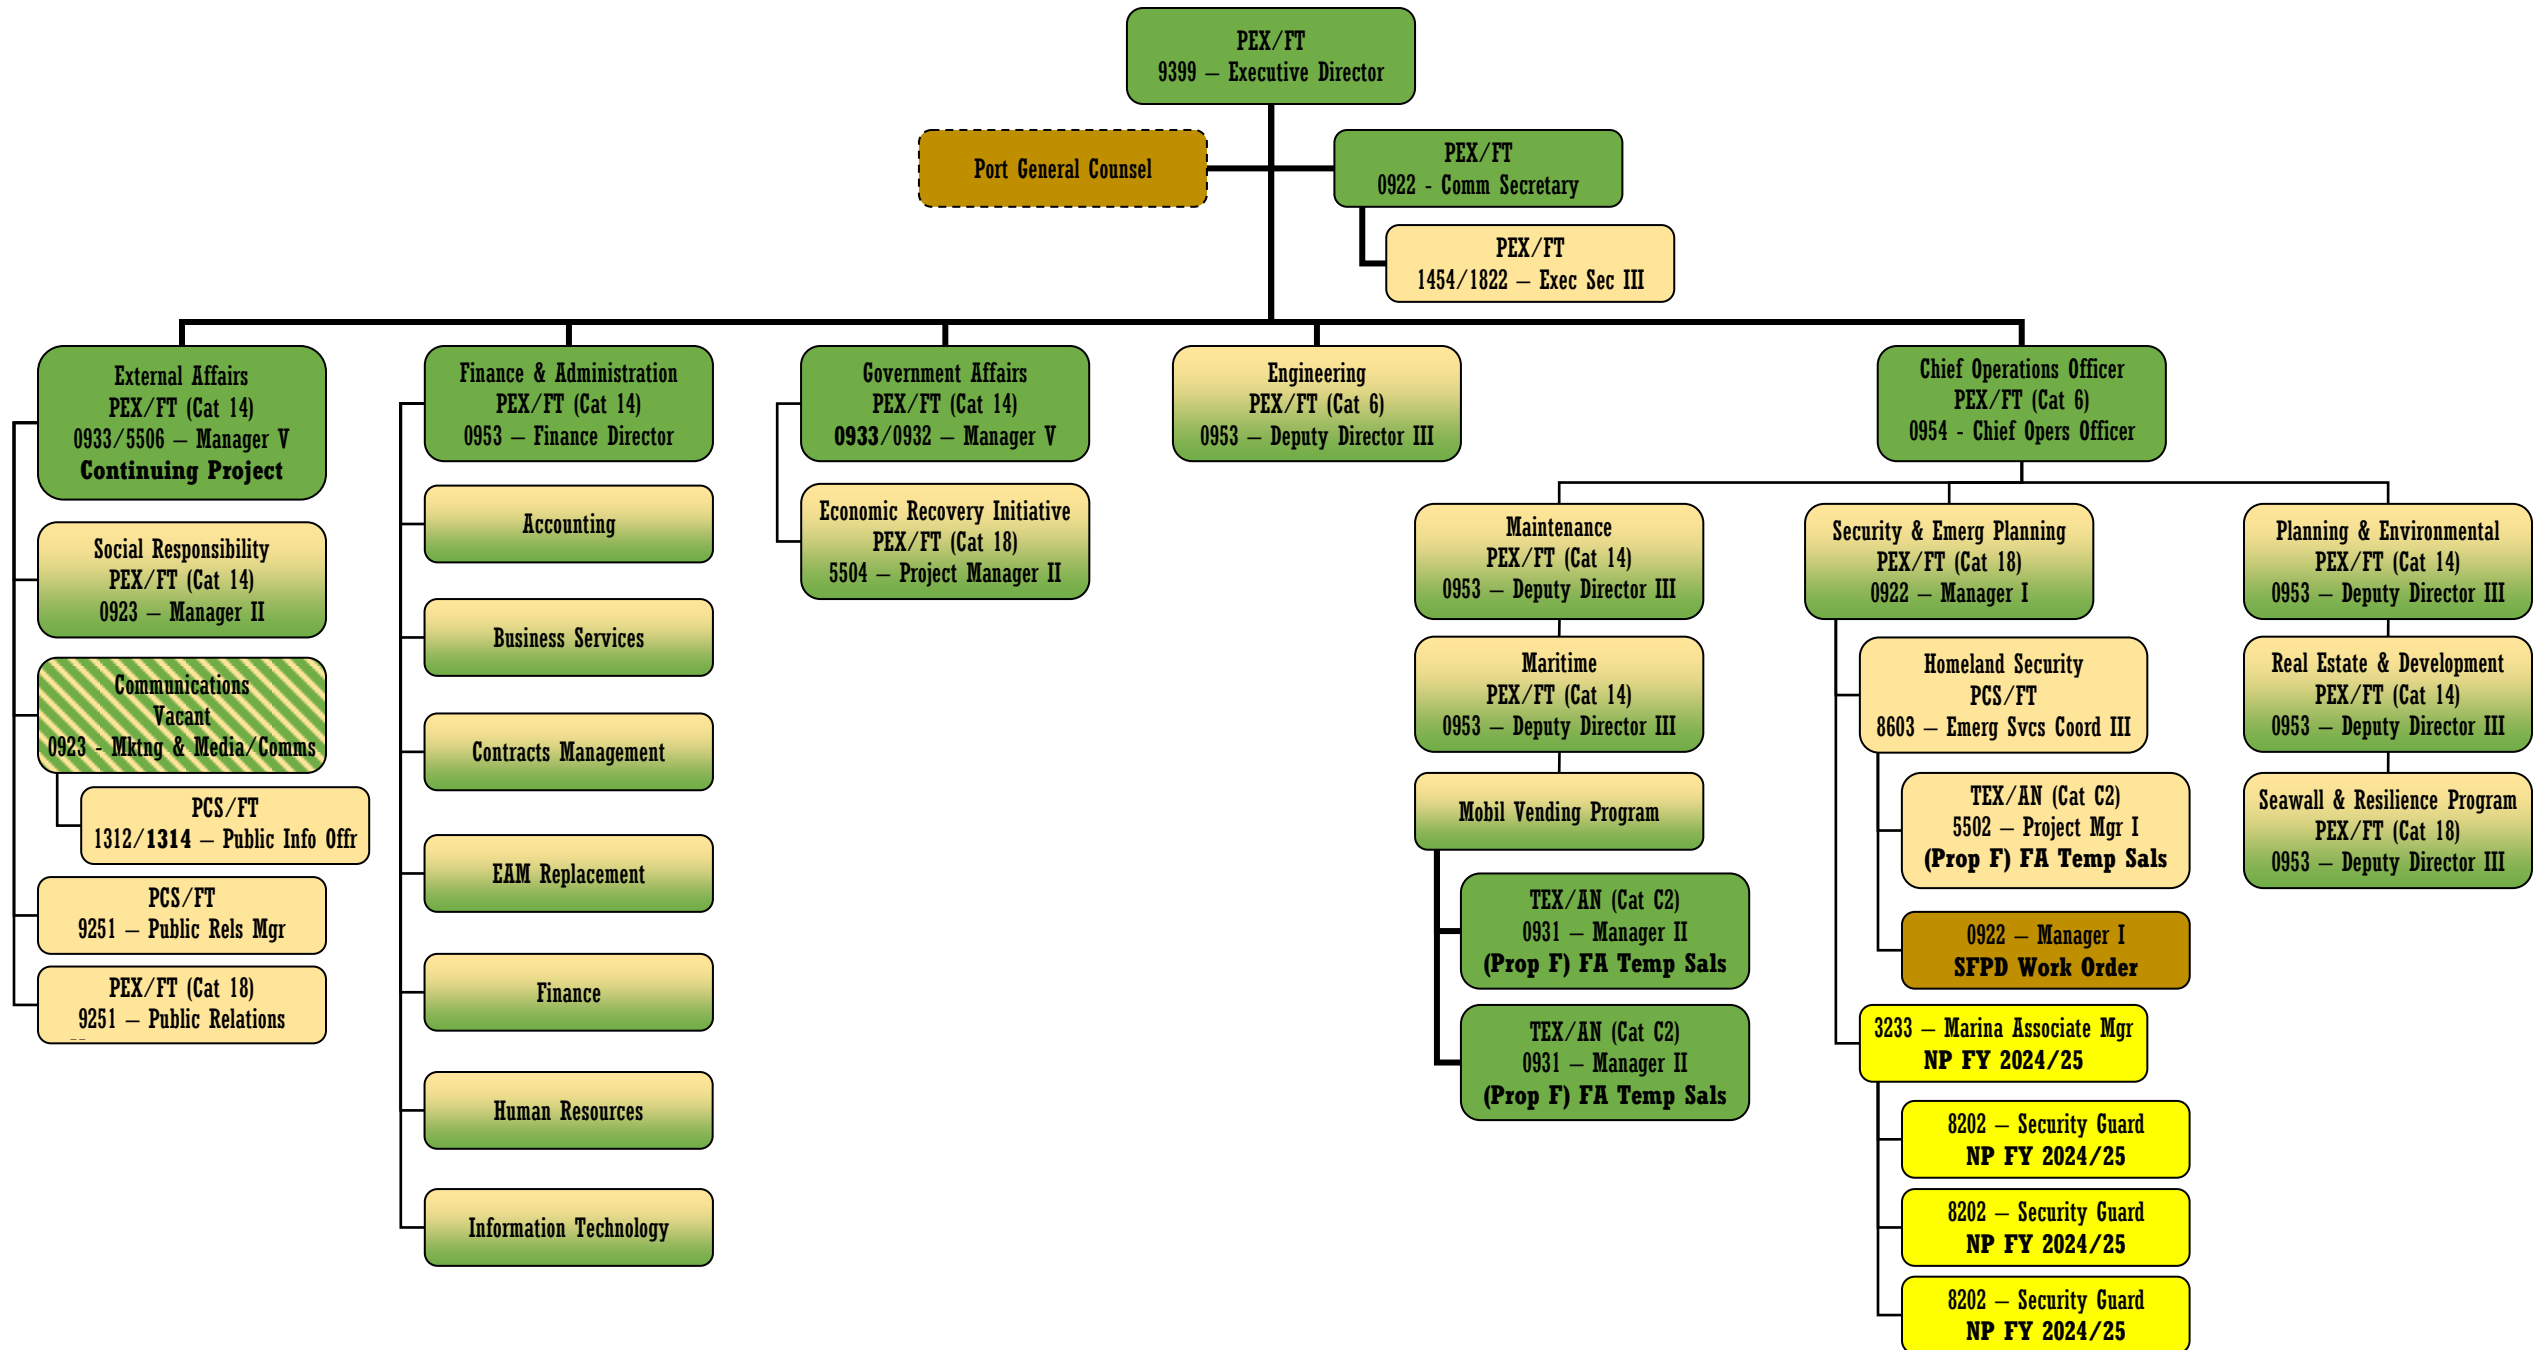 PEX/FT
9399 – Executive Director
Port General Counsel
PEX/FT
0922 - Comm Secretary
PEX/FT
1454/1822 – Exec Sec III
External Affairs
PEX/FT (Cat 14)
0933/5506 – Manager V
Continuing Project
Social Responsibility
PEX/FT (Cat 14)
0923 – Manager II
Communications
Vacant
0923 - Mktng & Media/Comms
PCS/FT
1312/1314 – Public Info Offr
PCS/FT
9251 – Public Rels Mgr
PEX/FT (Cat 18)
9251 – Public Relations
Finance & Administration
PEX/FT (Cat 14)
0953 – Finance Director
Accounting
Business Services
Contracts Management
EAM Replacement
Finance
Human Resources
Information Technology
Government Affairs
PEX/FT (Cat 14)
0933/0932 – Manager V
Economic Recovery Initiative
PEX/FT (Cat 18)
5504 – Project Manager II
Engineering
PEX/FT (Cat 6)
0953 – Deputy Director III
Chief Operations Officer
PEX/FT (Cat 6)
0954 - Chief Opers Officer
Maintenance
PEX/FT (Cat 14)
0953 – Deputy Director III
Maritime
PEX/FT (Cat 14)
0953 – Deputy Director III
Mobil Vending Program
TEX/AN (Cat C2)
0931 – Manager II
(Prop F) FA Temp Sals
TEX/AN (Cat C2)
0931 – Manager II
(Prop F) FA Temp Sals
Security & Emerg Planning
PEX/FT (Cat 18)
0922 – Manager I
Homeland Security
PCS/FT
8603 – Emerg Svcs Coord III
TEX/AN (Cat C2)
5502 – Project Mgr I
(Prop F) FA Temp Sals
0922 – Manager I
SFPD Work Order
3233 – Marina Associate Mgr
NP FY 2024/25
8202 – Security Guard
NP FY 2024/25
8202 – Security Guard
NP FY 2024/25
8202 – Security Guard
NP FY 2024/25
Planning & Environmental
PEX/FT (Cat 14)
0953 – Deputy Director III
Real Estate & Development
PEX/FT (Cat 14)
0953 – Deputy Director III
Seawall & Resilience Program
PEX/FT (Cat 18)
0953 – Deputy Director III